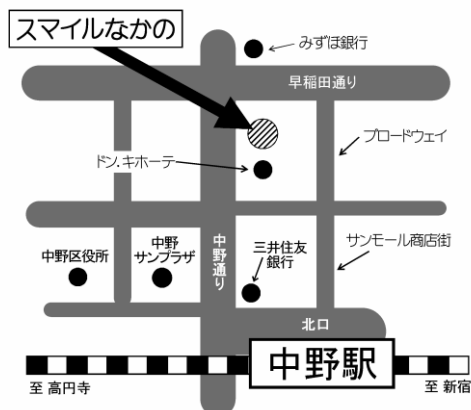 スマイルなかの
みずほ銀行
早稲田通り
ブロードウェイ
ドン.キホーテ
中野区役所
中野
サンプラザ
中野通り
三井住友
銀行
サンモール商店街
北口
中野駅
至 高円寺
至 新宿